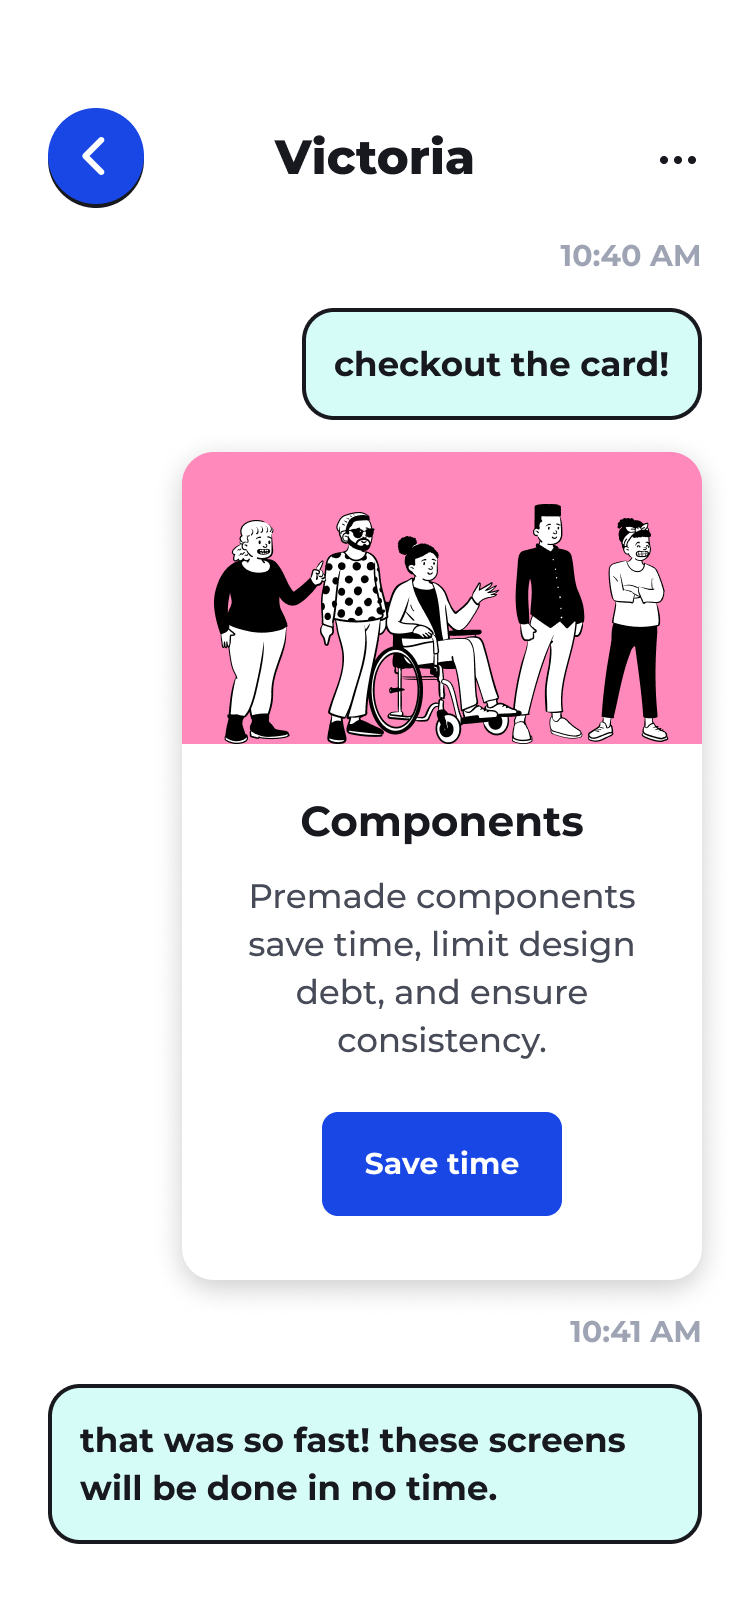 Victoria
10:40 AM
checkout the card!
Components
Premade components
save time, limit design
debt, and ensure
consistency.
Save time
10:41 AM
that was so fast! these screens
will be done in no time.